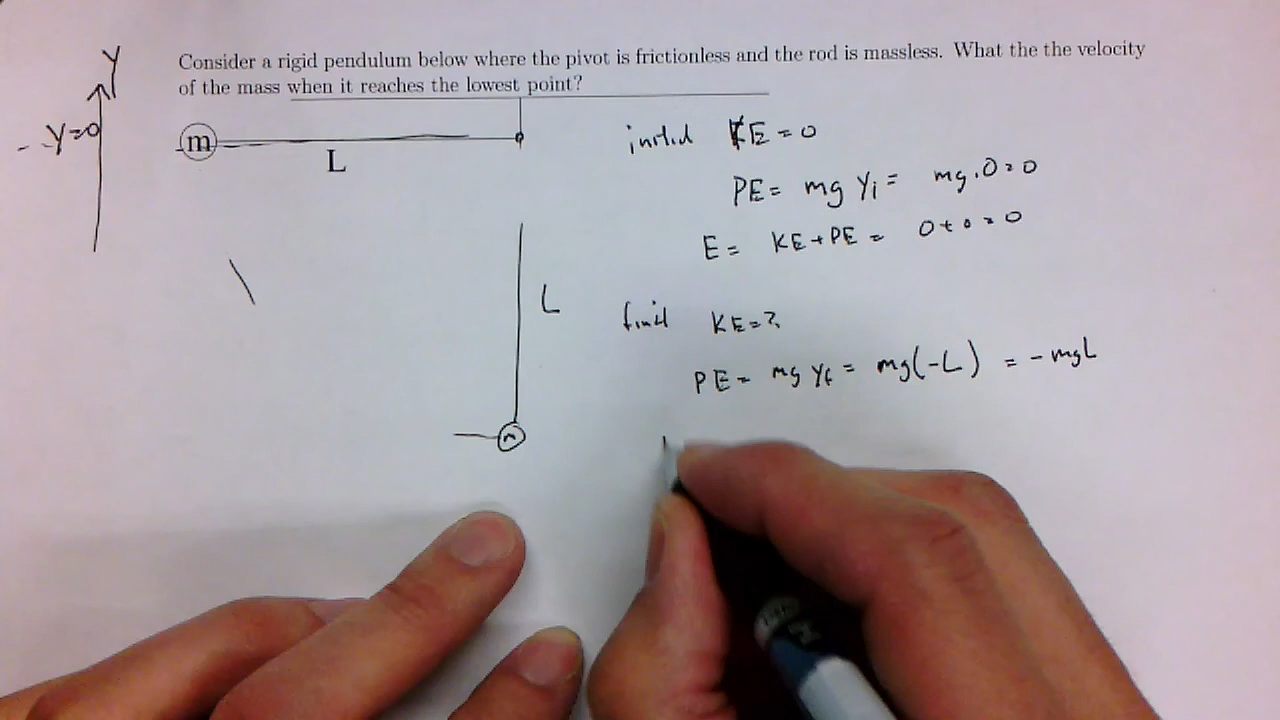 Consider a rigid pendulum below where the pivot is frictionless and the rod is massless. What the the velocity
of the mass when it reaches the lowest point?
Y
Y=0
m
L
initial KE = 0
PE = mg Yi = mg.0 = 0
E = KE + PE = 0 + 0 = 0
L
final KE = ?
PE = mg Yf = mg(-L) = - mgL
m